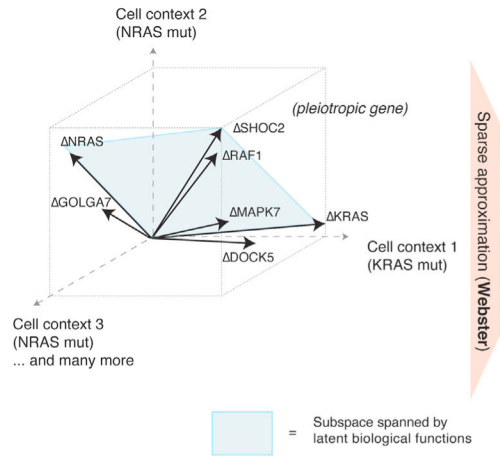 Cell context 2
(NRAS mut)
(pleiotropic gene)
ΔSHOC2
ΔNRAS
ΔRAF1
ΔGOLGA7
ΔMAPK7
ΔKRAS
ΔDOCK5
Cell context 1
(KRAS mut)
Cell context 3
(NRAS mut)
... and many more
Sparse approximation (Webster)
= Subspace spanned by
latent biological functions